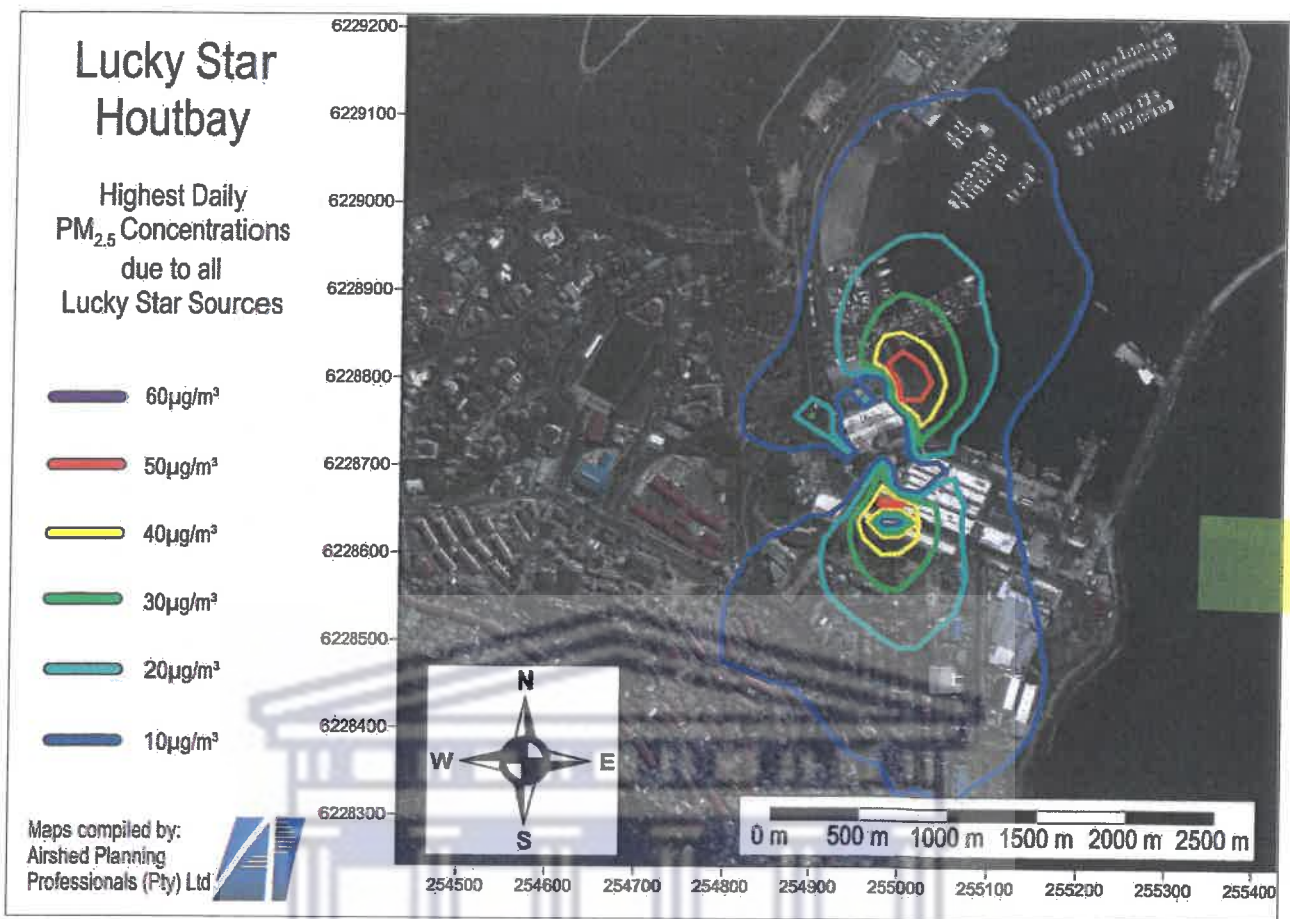 Lucky Star
Houtbay
Highest Daily
PM2.5 Concentrations
due to all
Lucky Star Sources
60µg/m³
50µg/m³
40µg/m³
30µg/m³
20µg/m³
10µg/m³
Maps compiled by:
Airshed Planning
Professionals (Pty) Ltd
6229200
6229100
6229000
6228900
6228800
6228700
6228600
6228500
6228400
6228300
N
W E
S
0 m 500 m 1000 m 1500 m 2000 m 2500 m
254500 254600 254700 254800 254900 255000 255100 255200 255300 255400